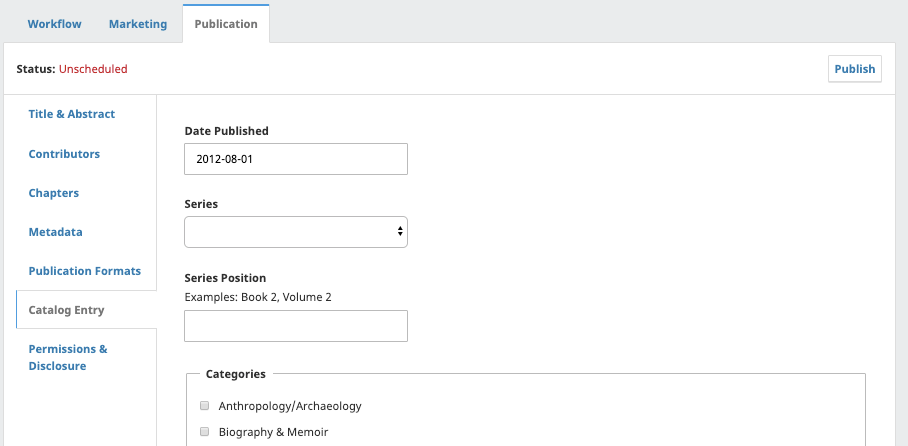 Workflow Marketing Publication
Status: Unscheduled Publish
Title & Abstract
Contributors
Chapters
Metadata
Publication Formats
Catalog Entry
Permissions &
Disclosure
Date Published
2012-08-01
Series
Series Position
Examples: Book 2, Volume 2
Categories
Anthropology/Archaeology
Biography & Memoir